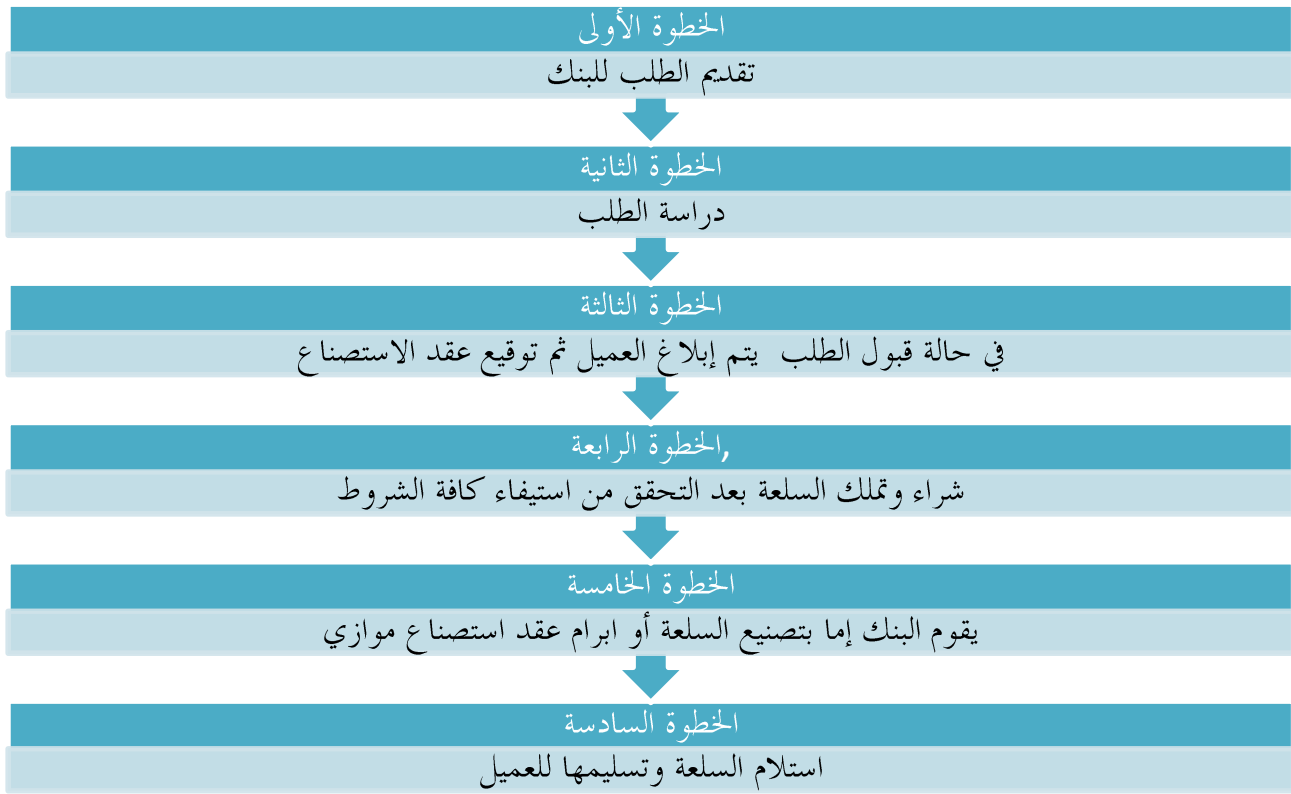 الخطوة الأولى
تقديم الطلب للبنك
الخطوة الثانية
دراسة الطلب
الخطوة الثالثة
في حالة قبول الطلب يتم إبلاغ العميل ثم توقيع عقد الاستصناع
,الخطوة الرابعة
شراء وتملك السلعة بعد التحقق من استيفاء كافة الشروط
الخطوة الخامسة
يقوم البنك إما بتصنيع السلعة أو ابرام عقد استصناع موازي
الخطوة السادسة
استلام السلعة وتسليمها للعميل